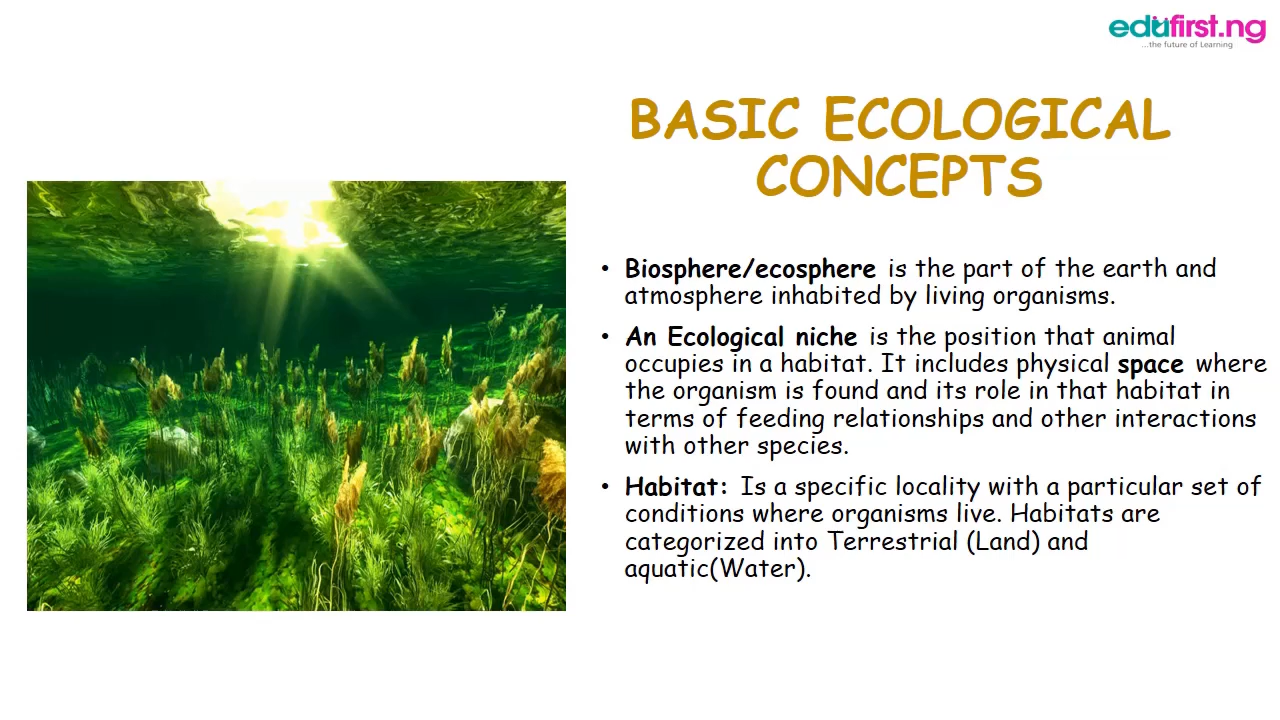 edufirst.ng
...the future of Learning
BASIC ECOLOGICAL
CONCEPTS
• Biosphere/ecosphere is the part of the earth and
atmosphere inhabited by living organisms.
• An Ecological niche is the position that animal
occupies in a habitat. It includes physical space where
the organism is found and its role in that habitat in
terms of feeding relationships and other interactions
with other species.
• Habitat: Is a specific locality with a particular set of
conditions where organisms live. Habitats are
categorized into Terrestrial (Land) and
aquatic(Water).